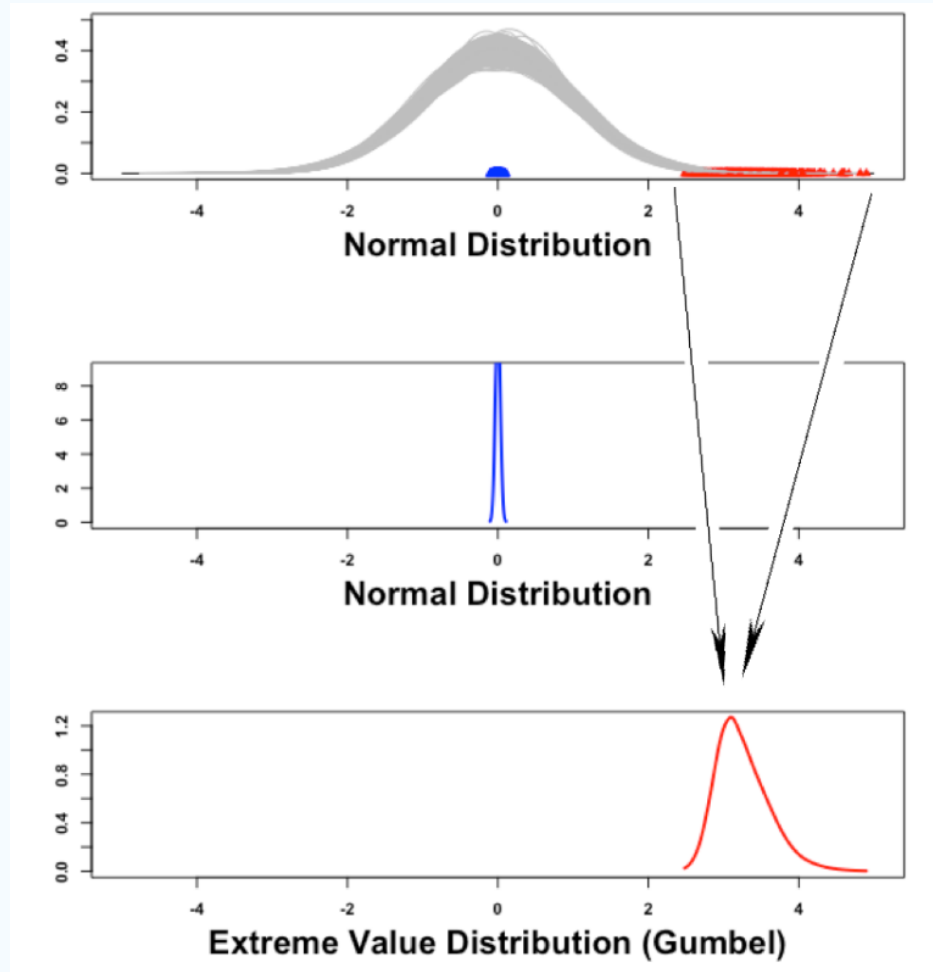 0.4
0.2
0.0
-4 -2 0 2 4
Normal Distribution
8
6
4
2
0
-4 -2 0 2 4
Normal Distribution
1.2
0.8
0.4
0.0
-4 -2 0 2 4
Extreme Value Distribution (Gumbel)